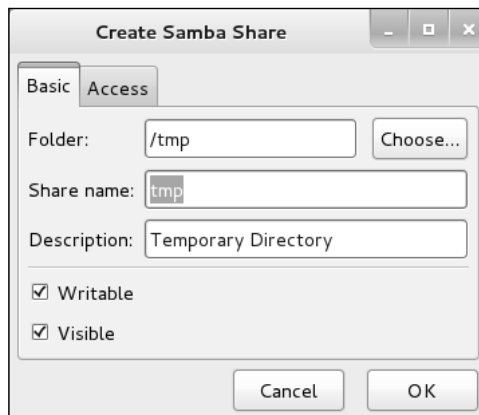 Create Samba Share
Basic Access
Folder: /tmp Choose...
Share name: tmp
Description: Temporary Directory
Writable
Visible
Cancel OK